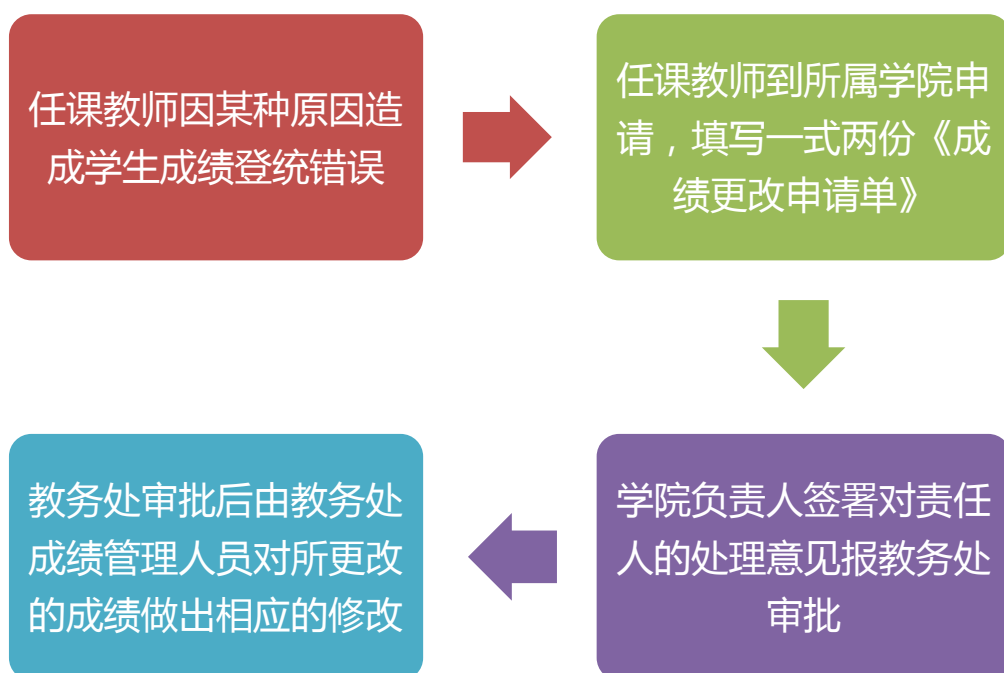 任课教师因某种原因造
成学生成绩登统错误
任课教师到所属学院申
请，填写一式两份《成
绩更改申请单》
学院负责人签署对责任
人的处理意见报教务处
审批
教务处审批后由教务处
成绩管理人员对所更改
的成绩做出相应的修改